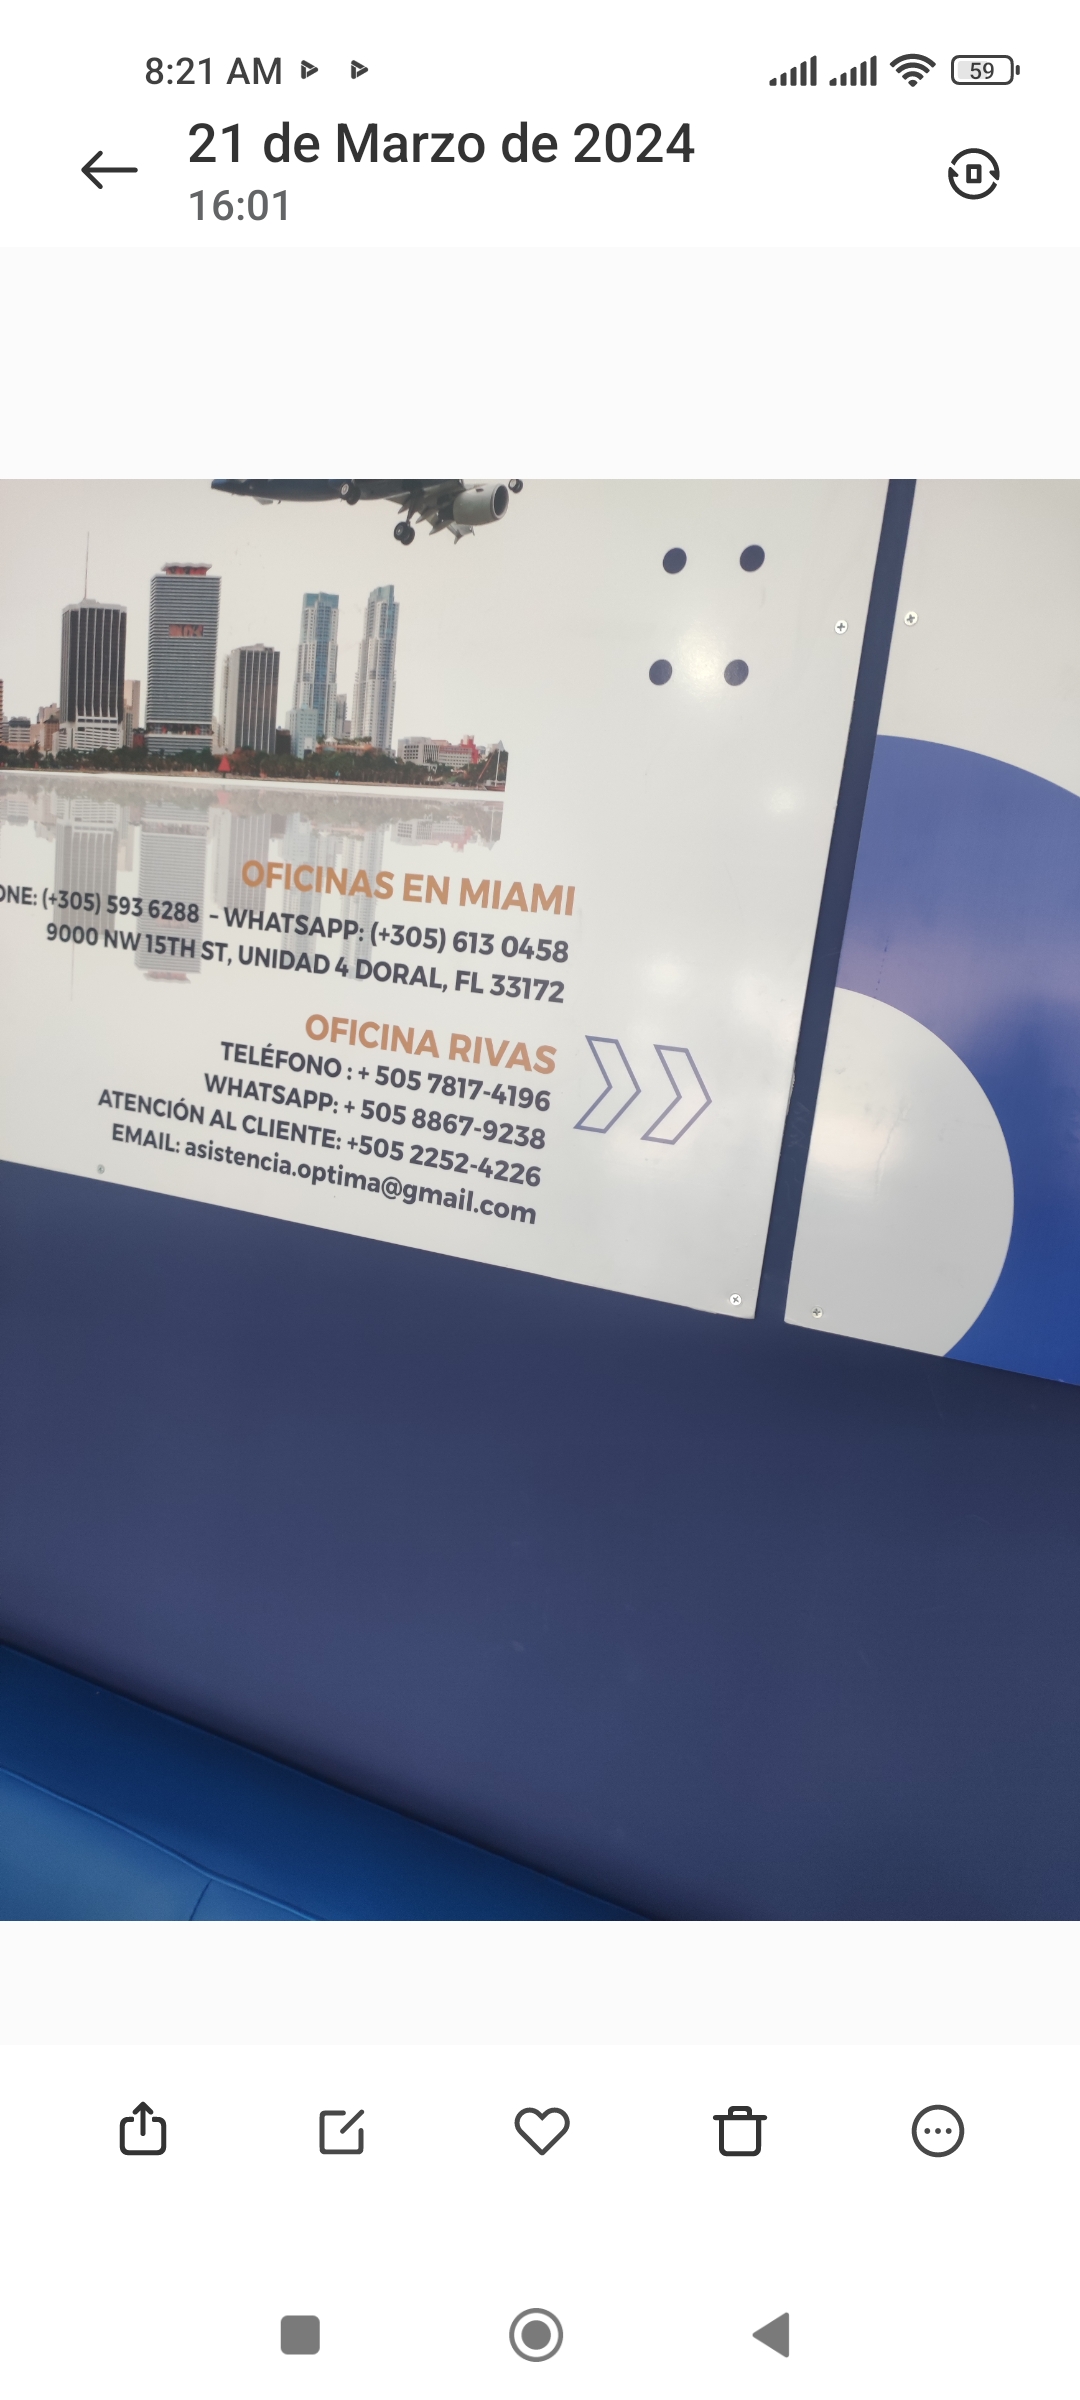 8:21 AM
59
21 de Marzo de 2024
16:01
OFICINAS EN MIAMI
ONE: (+305) 593 6288 - WHATSAPP: (+305) 613 0458
9000 NW 15TH ST, UNIDAD 4 DORAL, FL 33172
OFICINA RIVAS
TELÉFONO : + 505 7817-4196
WHATSAPP: + 505 8867-9238
ATENCIÓN AL CLIENTE: +505 2252-4226
EMAIL: asistencia.optima@gmail.com